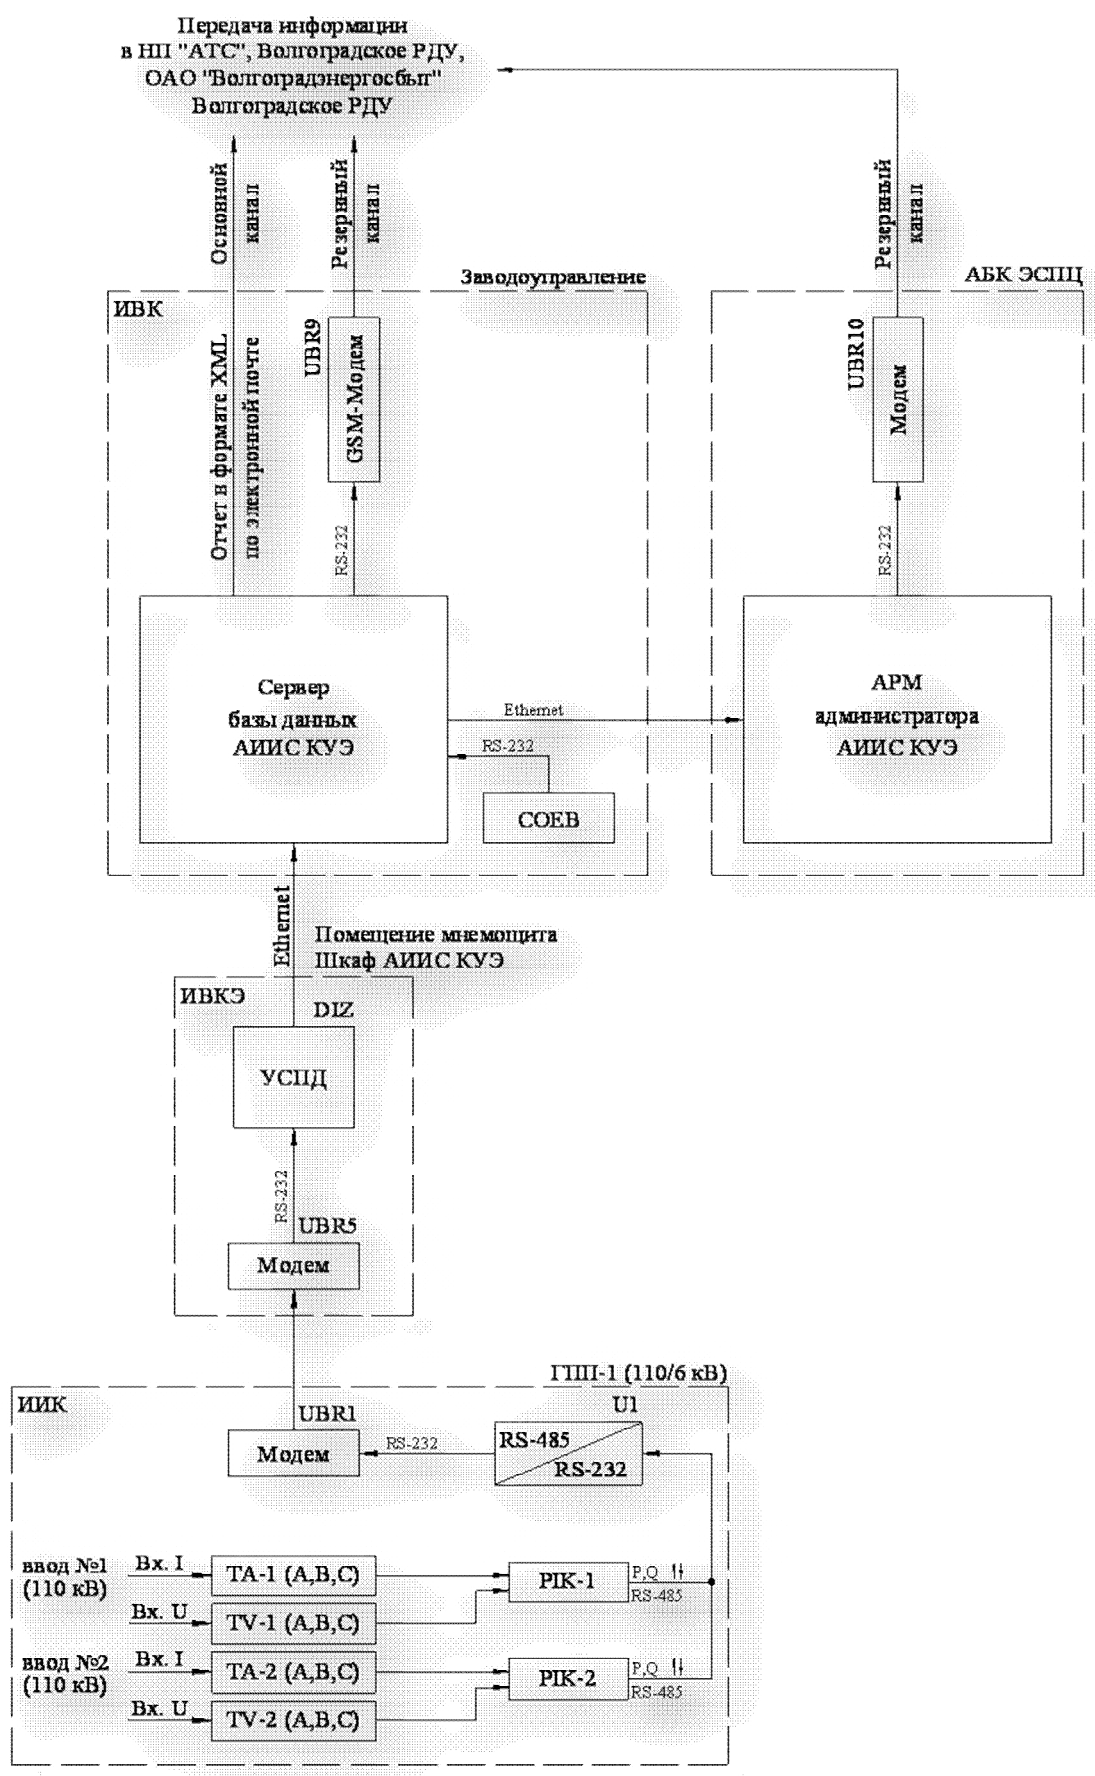 Передача информации
в НП "АТС", Волгоградское РДУ,
ОАО "Волгоградэнергосбыт"
Волгоградское РДУ
Основной
канал
Резервный
канал
Резервный
канал
Заводоуправление
АБК ЭСПЦ
ИВК
Отчет в формате XML
по электронной почте
UBR9
GSM-Модем
UBR10
Модем
RS-232
RS-232
Сервер
базы данных
АИИС КУЭ
Ethernet
RS-232
СОЕВ
АРМ
администратора
АИИС КУЭ
Ethernet
Помещение мнемощита
Шкаф АИИС КУЭ
ИВКЭ
DIZ
УСПД
RS-232
UBR5
Модем
ГПП-1 (110/6 кВ)
ИИК
UBR1
U1
Модем
RS-232
RS-485
RS-232
ввод №1
(110 кВ)
Вх. I
TA-1 (A,B,C)
PIK-1
P,Q
RS-485
Вх. U
TV-1 (A,B,C)
ввод №2
(110 кВ)
Вх. I
TA-2 (A,B,C)
PIK-2
P,Q
RS-485
Вх. U
TV-2 (A,B,C)